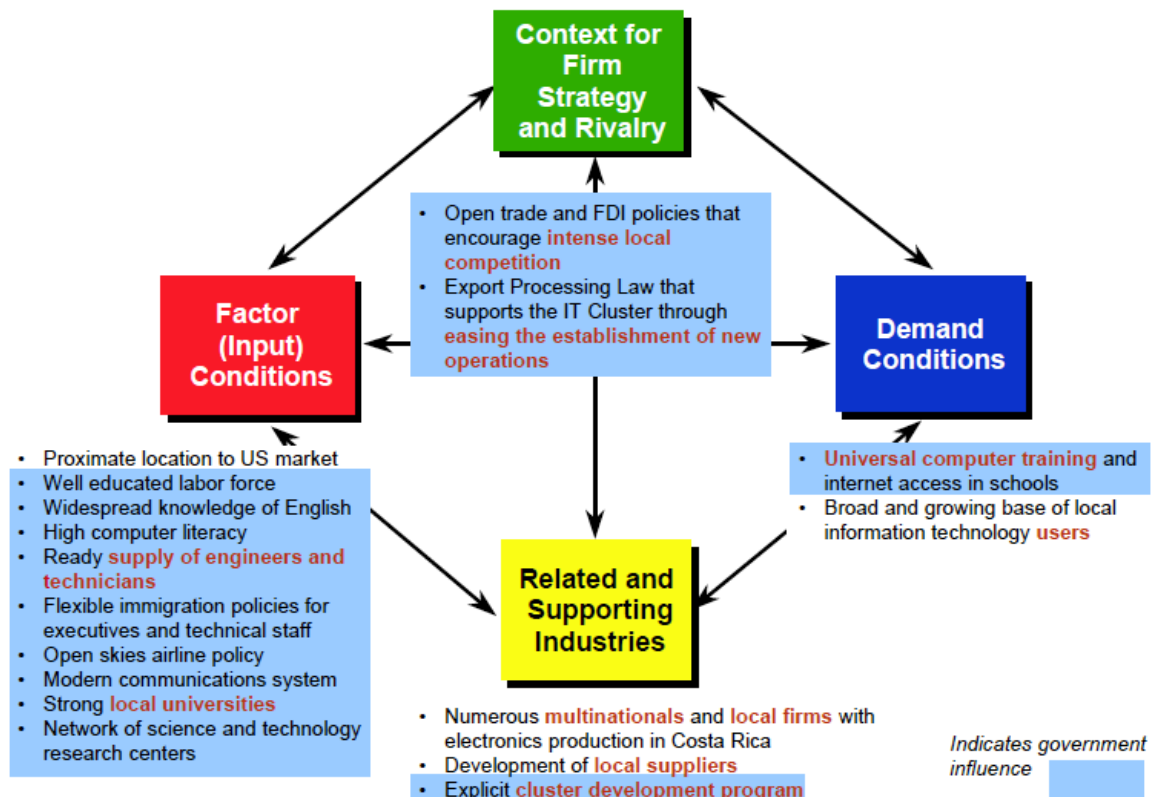 Context for
Firm
Strategy
and Rivalry
• Open trade and FDI policies that
encourage intense local
competition
• Export Processing Law that
supports the IT Cluster through
easing the establishment of new
operations
Factor
(Input)
Conditions
Demand
Conditions
• Proximate location to US market
• Well educated labor force
• Widespread knowledge of English
• High computer literacy
• Ready supply of engineers and
technicians
• Flexible immigration policies for
executives and technical staff
• Open skies airline policy
• Modern communications system
• Strong local universities
• Network of science and technology
research centers
• Universal computer training and
internet access in schools
• Broad and growing base of local
information technology users
Related and
Supporting
Industries
• Numerous multinationals and local firms with
electronics production in Costa Rica
• Development of local suppliers
• Explicit cluster development program
Indicates government
influence